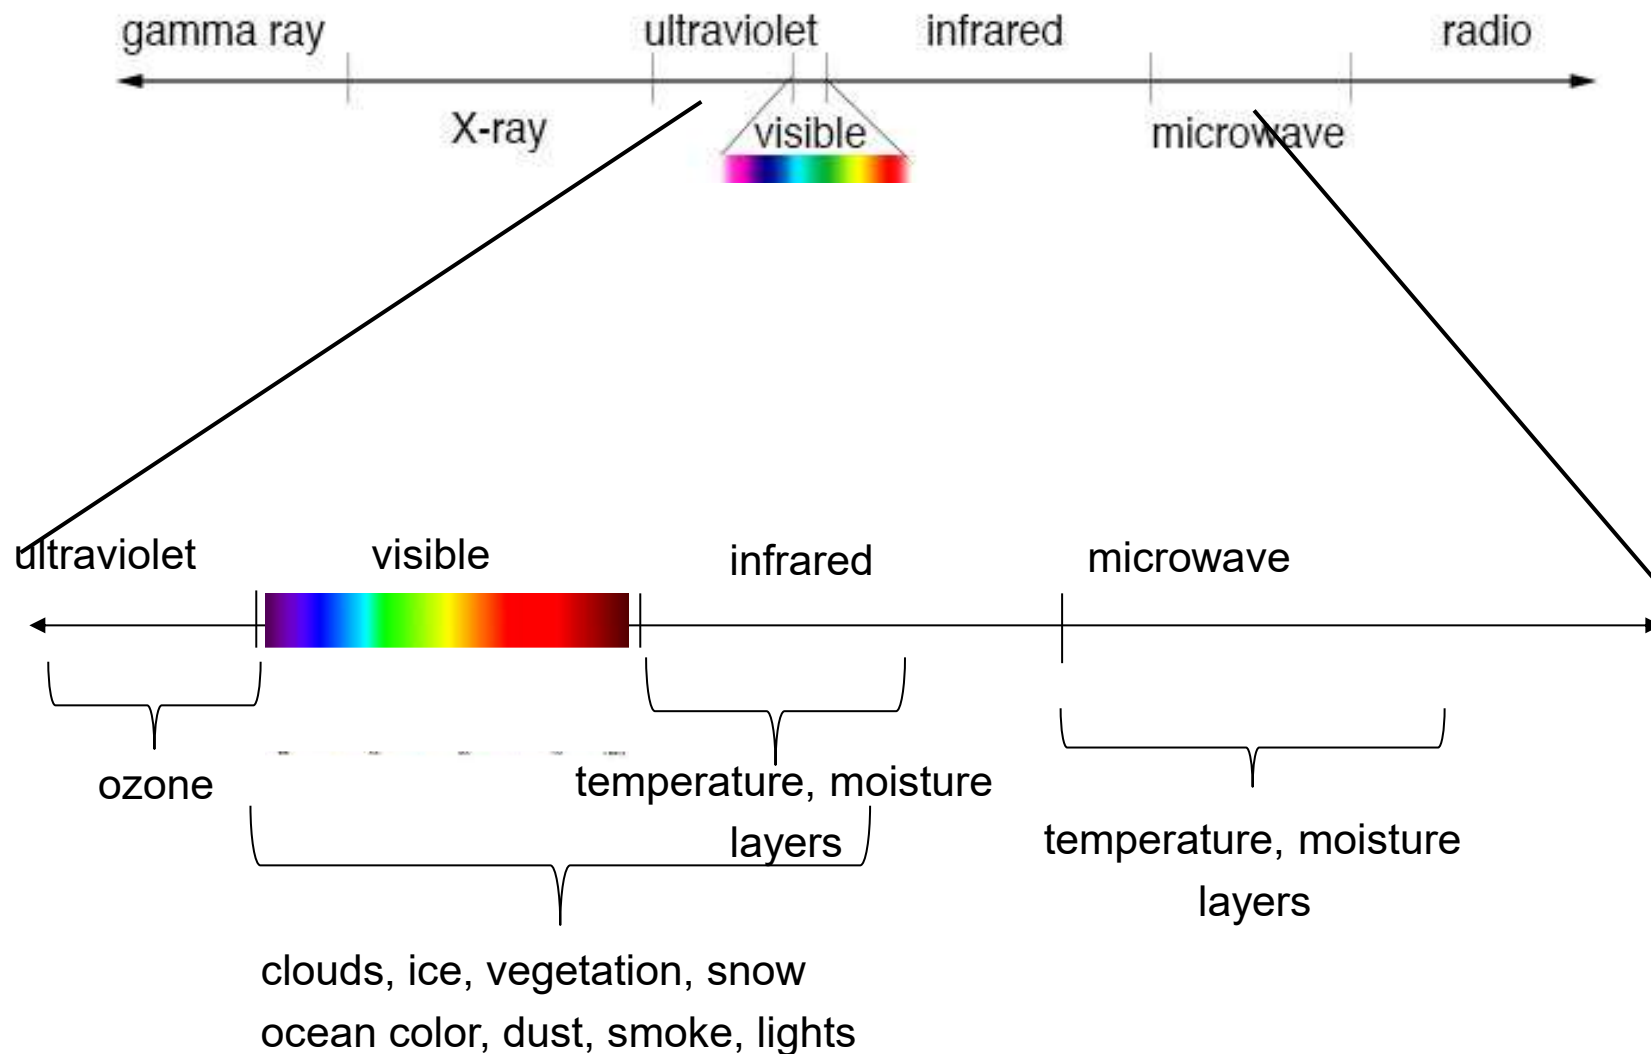 gamma ray ultraviolet infrared radio
X-ray visible microwave
ultraviolet visible infrared microwave
ozone temperature, moisture
layers
temperature, moisture
layers
clouds, ice, vegetation, snow
ocean color, dust, smoke, lights